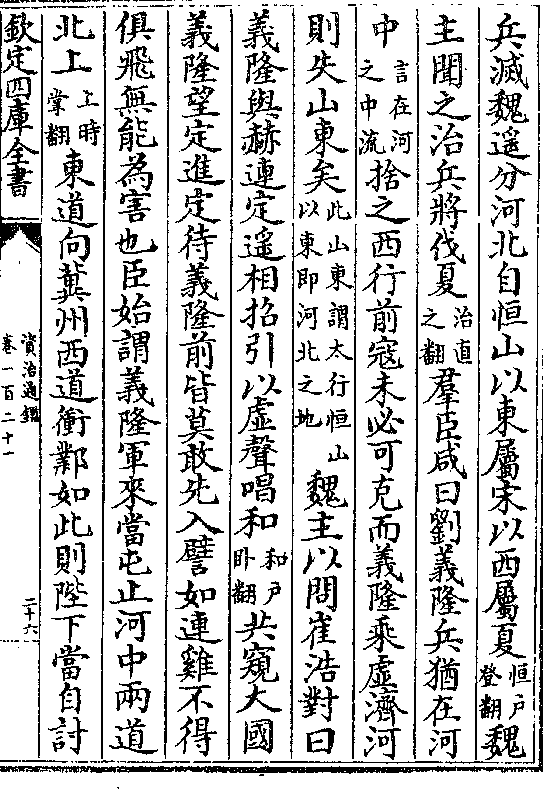 兵滅魏遥分河北自恒山以東屬宋以西屬夏恒戶登翻魏
主聞之治兵將伐夏治直之翻羣臣咸曰劉義隆兵猶在河
中言在河之中流捨之西行前寇未必可克而義隆乘虛濟河
則失山東矣此山東謂太行恒山以東即河北之地魏主以問崔浩對曰
義隆與赫連定遥相招引以虛聲唱和和戶卧翻共窺大國
義隆望定進定待義隆前皆莫敢先入譬如連雞不得
俱飛無能為害也臣始謂義隆軍來當屯止河中兩道
北上上時掌翻東道向冀州西道衝鄴如此則陛下當自討
欽定四庫全書
資治通鑑
卷一百二十一
二十六